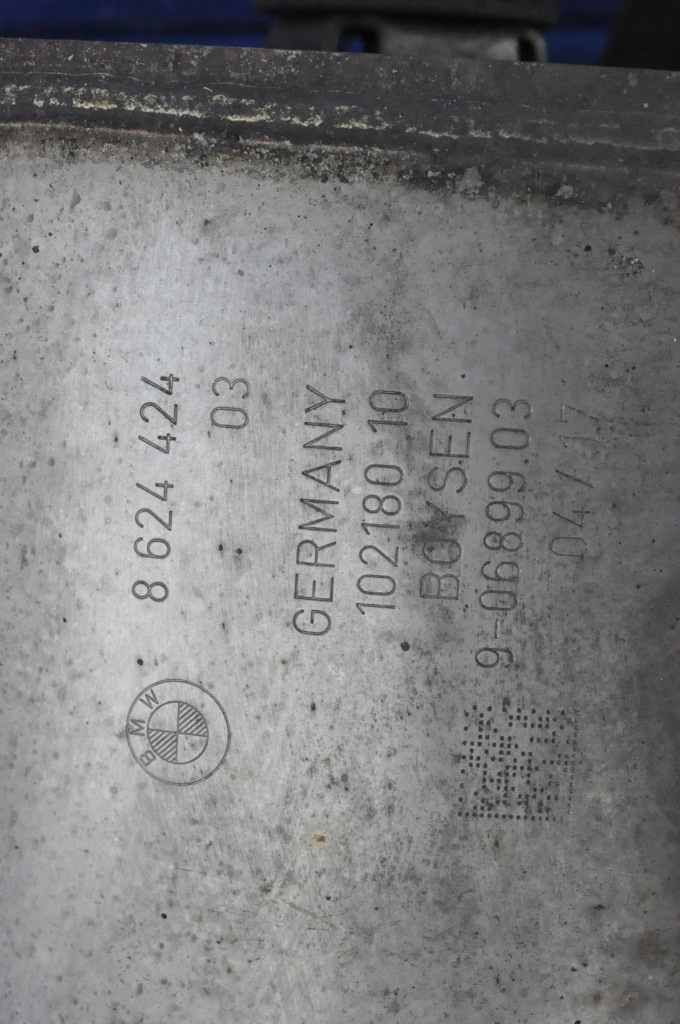 BMW
8 624 424
03
GERMANY
102180 10
BOYSEN
9-06899.03
04/17